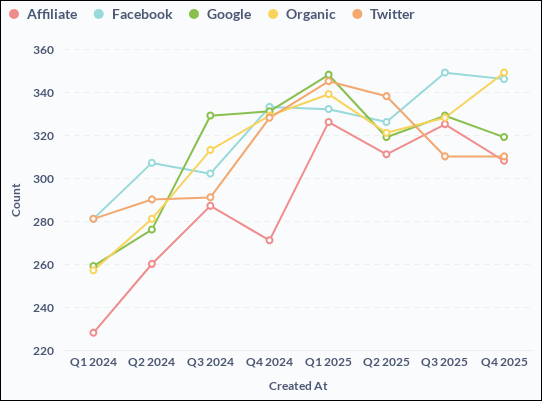 Affiliate Facebook Google Organic Twitter
360
340
320
300
280
260
240
220
Count
Q1 2024 Q2 2024 Q3 2024 Q4 2024 Q1 2025 Q2 2025 Q3 2025 Q4 2025
Created At